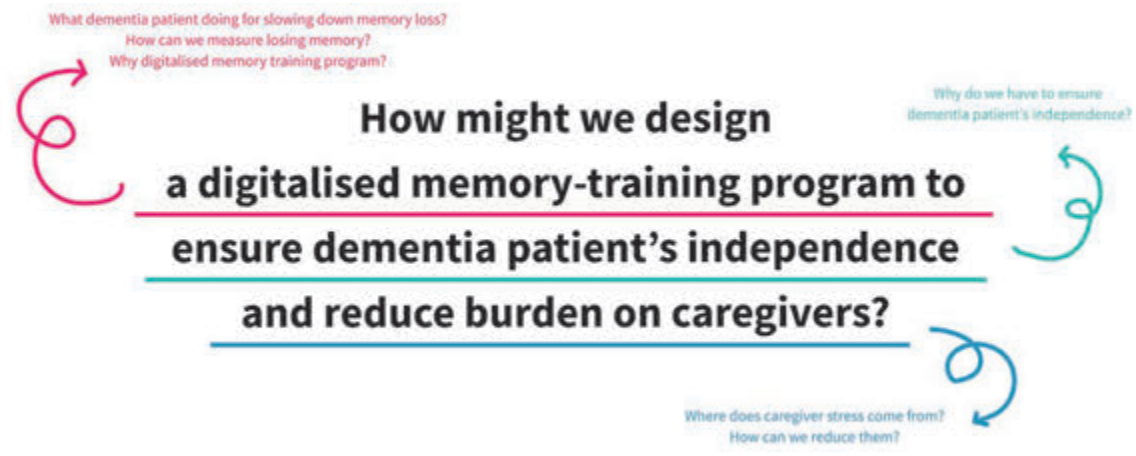 What dementia patient doing for slowing down memory loss?
How can we measure losing memory?
Why digitalised memory training program?
Why do we have to ensure
dementia patient's independence?
How might we design
a digitalised memory-training program to
ensure dementia patient's independence
and reduce burden on caregivers?
Where does caregiver stress come from?
How can we reduce them?